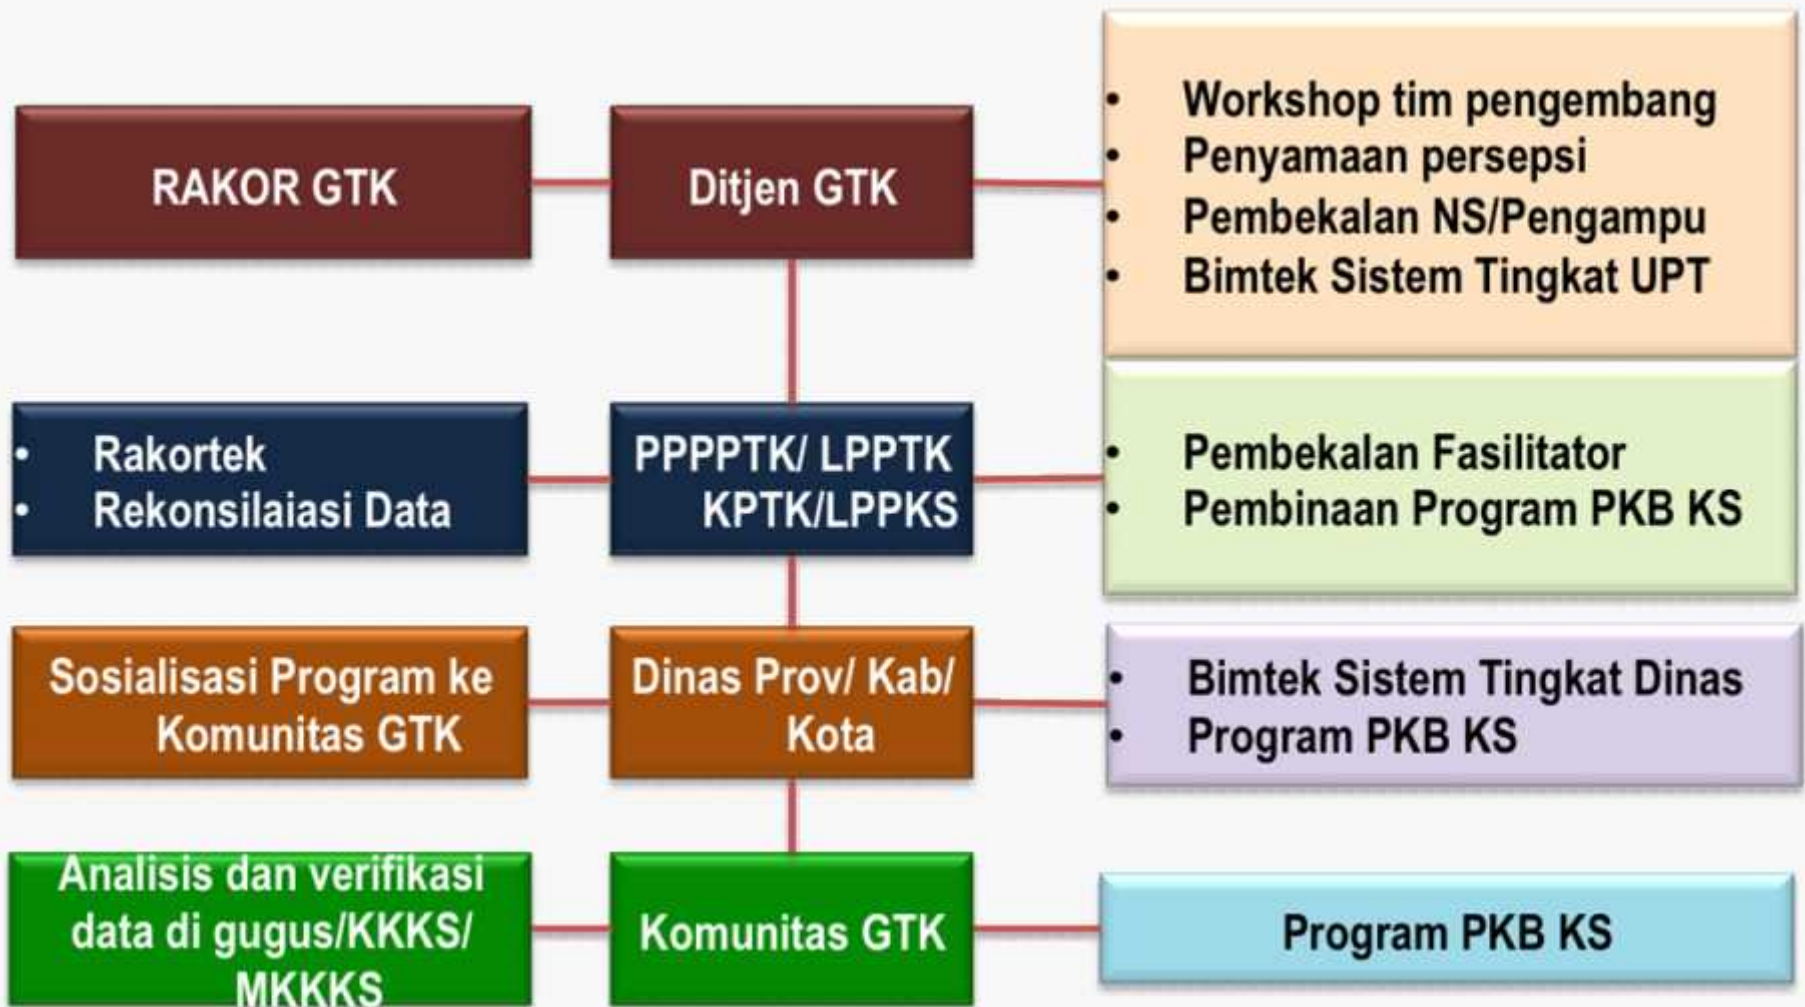 RAKOR GTK
Ditjen GTK
• Workshop tim pengembang
• Penyamaan persepsi
• Pembekalan NS/Pengampu
• Bimtek Sistem Tingkat UPT
• Rakortek
• Rekonsilaiasi Data
PPPPTK/ LPPTK
KPTK/LPPKS
• Pembekalan Fasilitator
• Pembinaan Program PKB KS
Sosialisasi Program ke
Komunitas GTK
Dinas Prov/ Kab/
Kota
• Bimtek Sistem Tingkat Dinas
• Program PKB KS
Analisis dan verifikasi
data di gugus/KKKS/
MKKKS
Komunitas GTK
Program PKB KS